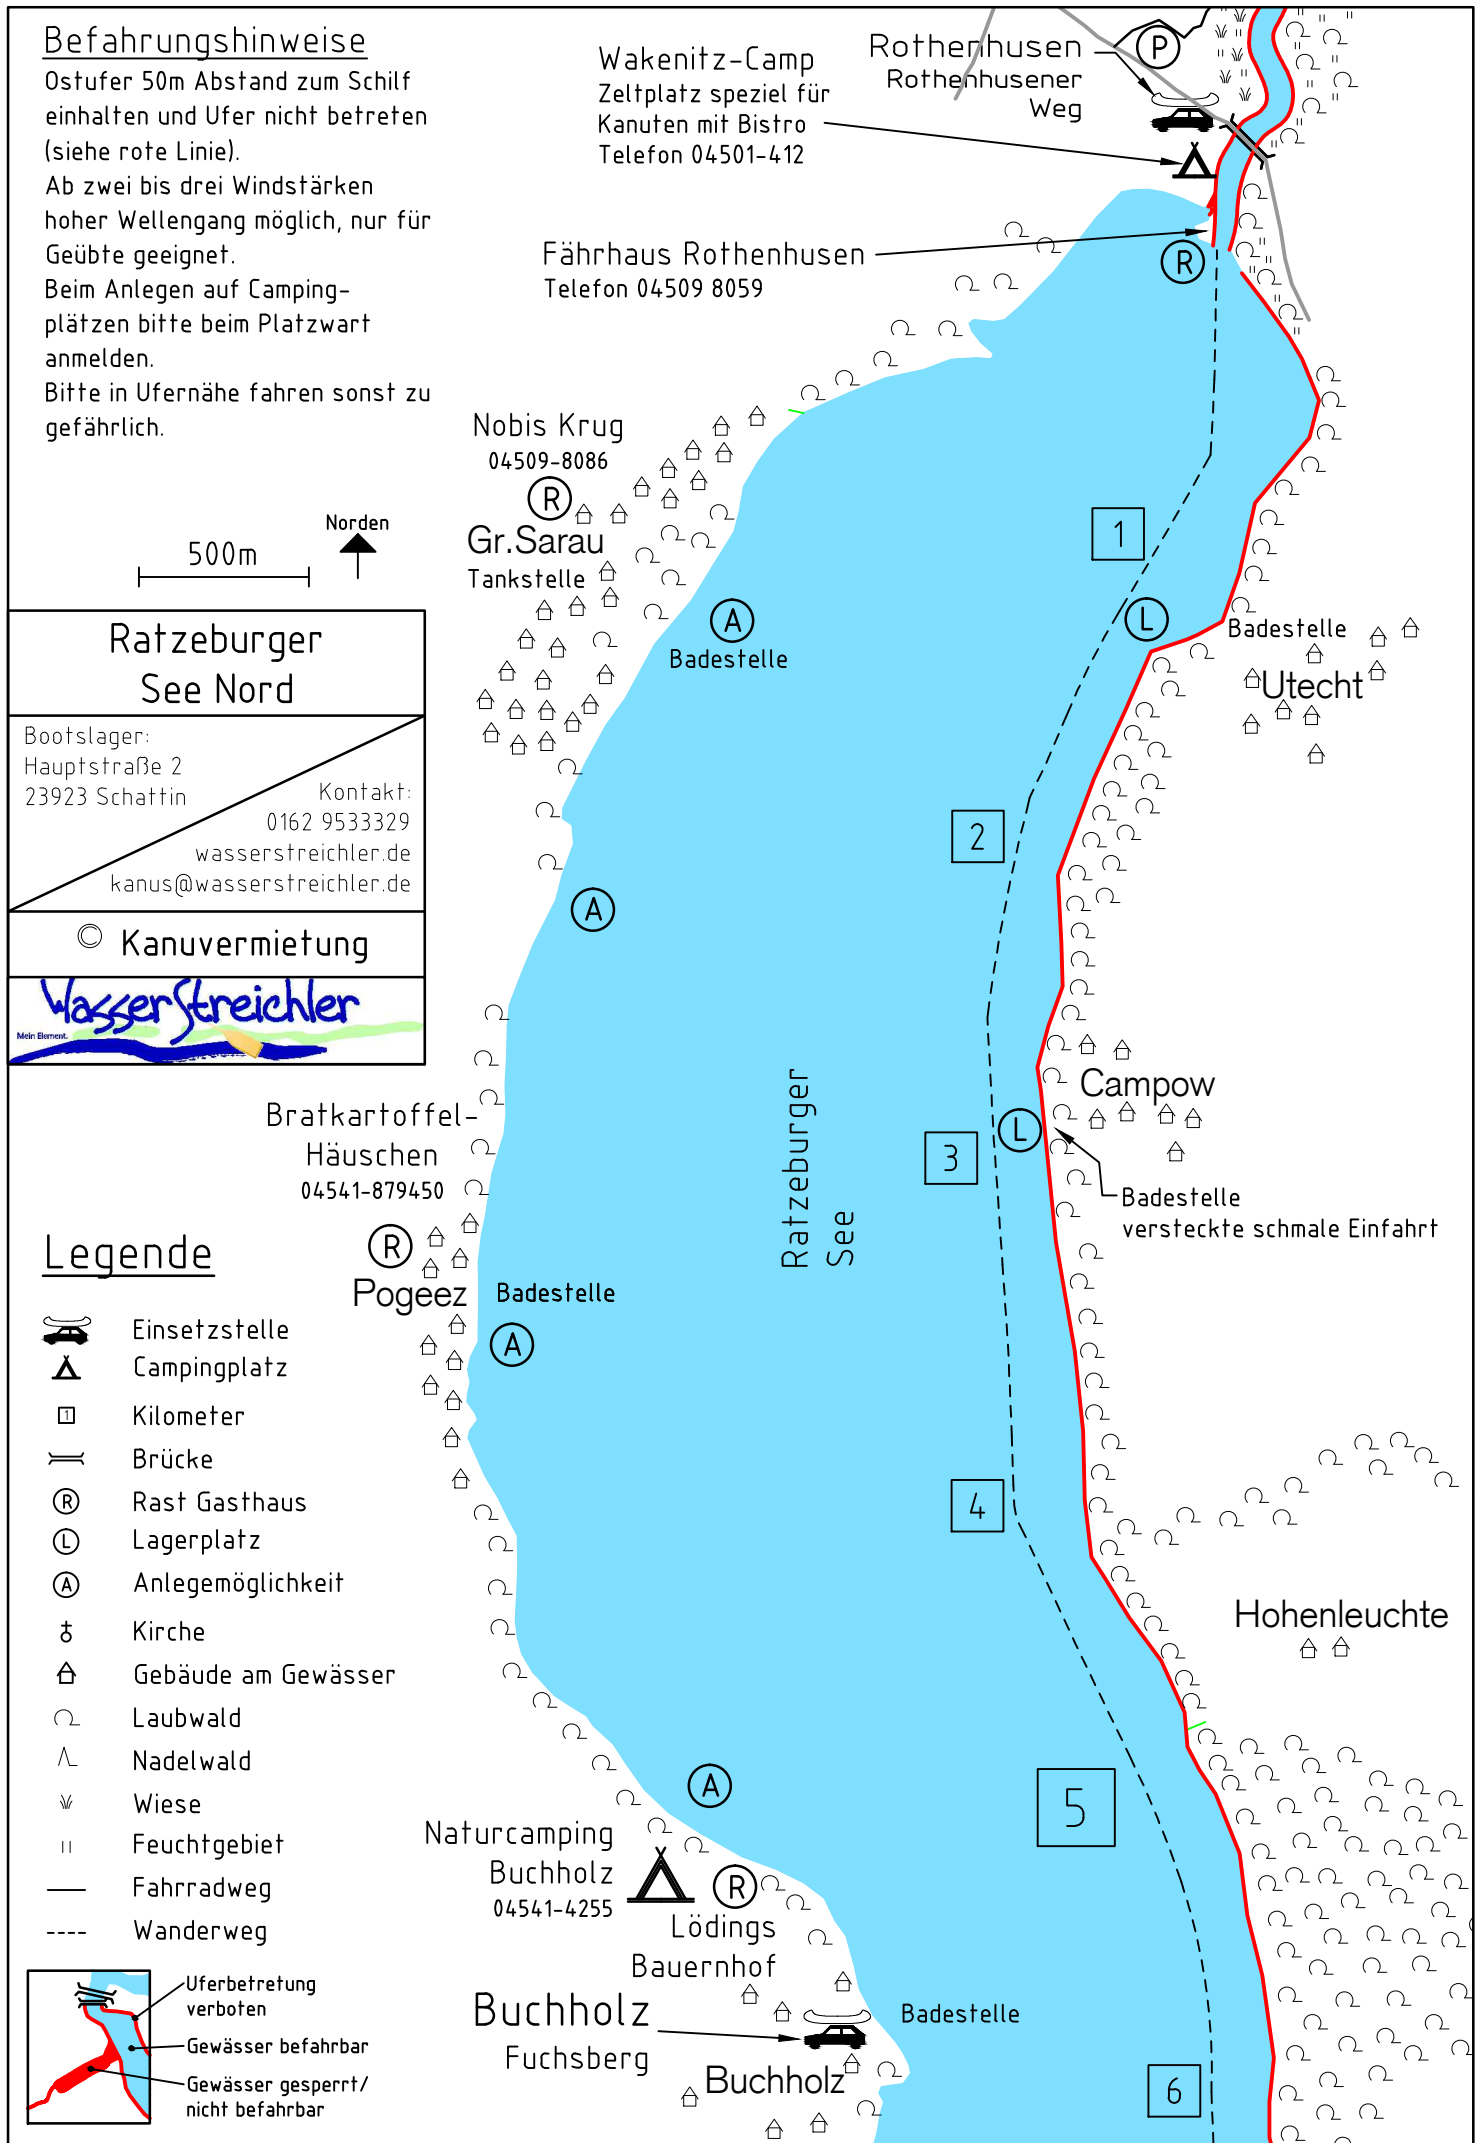 Befahrungshinweise
Ostufer 50m Abstand zum Schilf
einhalten und Ufer nicht betreten
(siehe rote Linie).
Ab zwei bis drei Windstärken
hoher Wellengang möglich, nur für
Geübte geeignet.
Beim Anlegen auf Camping-
plätzen bitte beim Platzwart
anmelden.
Bitte in Ufernähe fahren sonst zu
gefährlich.
Wakenitz-Camp
Zeltplatz speziel für
Kanuten mit Bistro
Telefon 04501-412
Rothenhusen
Rothenhusener
Weg
P
Fährhaus Rothenhusen
Telefon 04509 8059
R
Nobis Krug
04509-8086
R
Gr.Sarau
Tankstelle
500m
Norden
1
A
Badestelle
L
Badestelle
Utecht
Ratzeburger
See Nord
Bootslager:
Hauptstraße 2
23923 Schattin
Kontakt:
0162 9533329
wasserstreichler.de
kanus@wasserstreichler.de
© Kanuvermietung
WasserStreichler
Mein Element.
2
A
Campow
L
3
Badestelle
versteckte schmale Einfahrt
Ratzeburger
See
Bratkartoffel-
Häuschen
04541-879450
R
Pogeez
Badestelle
A
4
Hohenleuchte
5
A
Naturcamping
Buchholz
04541-4255
R
Lödings
Bauernhof
Buchholz
Fuchsberg
Badestelle
Buchholz
6
Legende
Einsetzstelle
Campingplatz
1 Kilometer
Brücke
R Rast Gasthaus
L Lagerplatz
A Anlegemöglichkeit
Kirche
Gebäude am Gewässer
Laubwald
Nadelwald
Wiese
Feuchtgebiet
Fahrradweg
Wanderweg
Uferbetretung
verboten
Gewässer befahrbar
Gewässer gesperrt/
nicht befahrbar